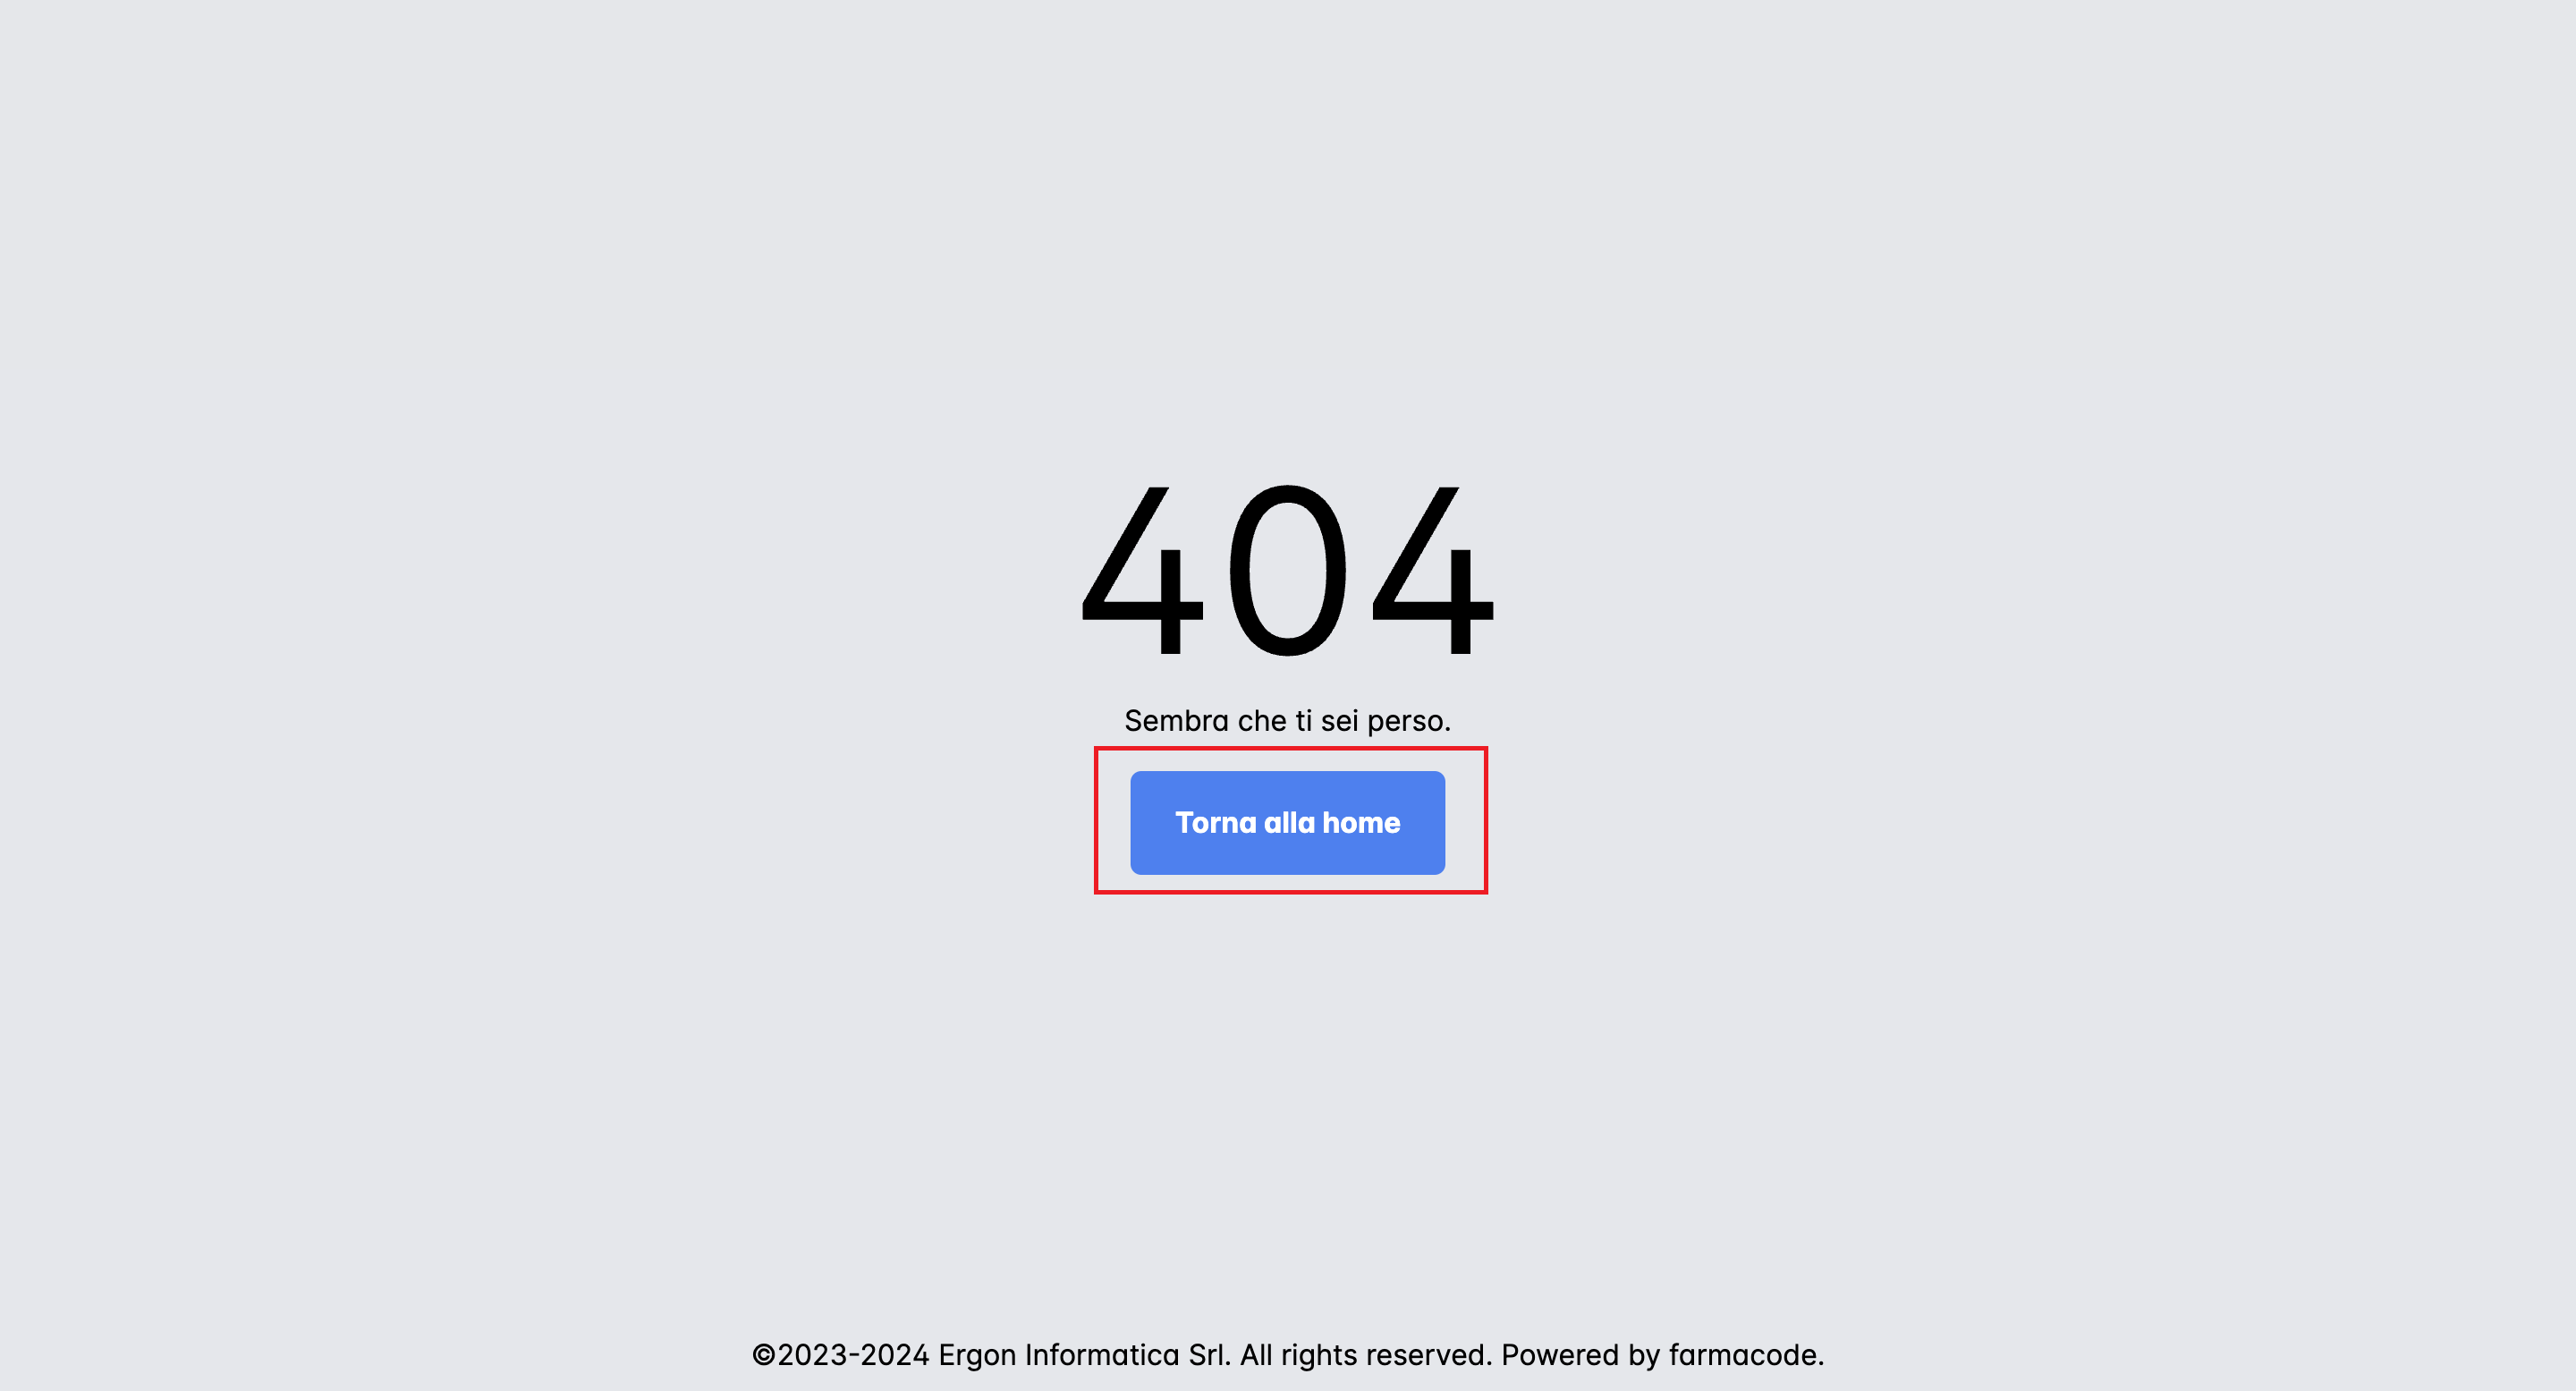 404
Sembra che ti sei perso.
Torna alla home
©2023-2024 Ergon Informatica Srl. All rights reserved. Powered by farmacode.